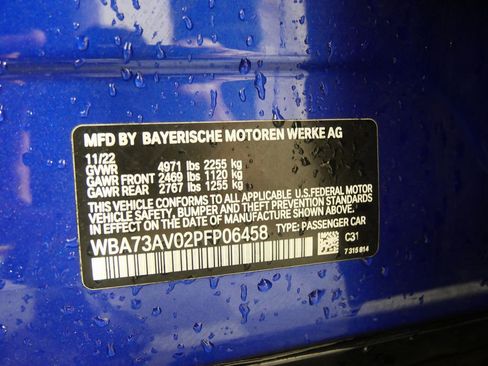 MFD BY BAYERISCHE MOTOREN WERKE AG
11/22
GVWR 4971 lbs 2255 kg
GAWR FRONT 2469 lbs 1120 kg
GAWR REAR 2767 lbs 1255 kg
THIS VEHICLE CONFORMS TO ALL APPLICABLE U.S.FEDERAL MOTOR
VEHICLE SAFETY, BUMPER, AND THEFT PREVENTION STANDARDS
IN EFFECT ON THE DATE OF MANUFACTURE SHOWN ABOVE.
WBA73AV02PFP06458 TYPE: PASSENGER CAR
C31
7 315 814